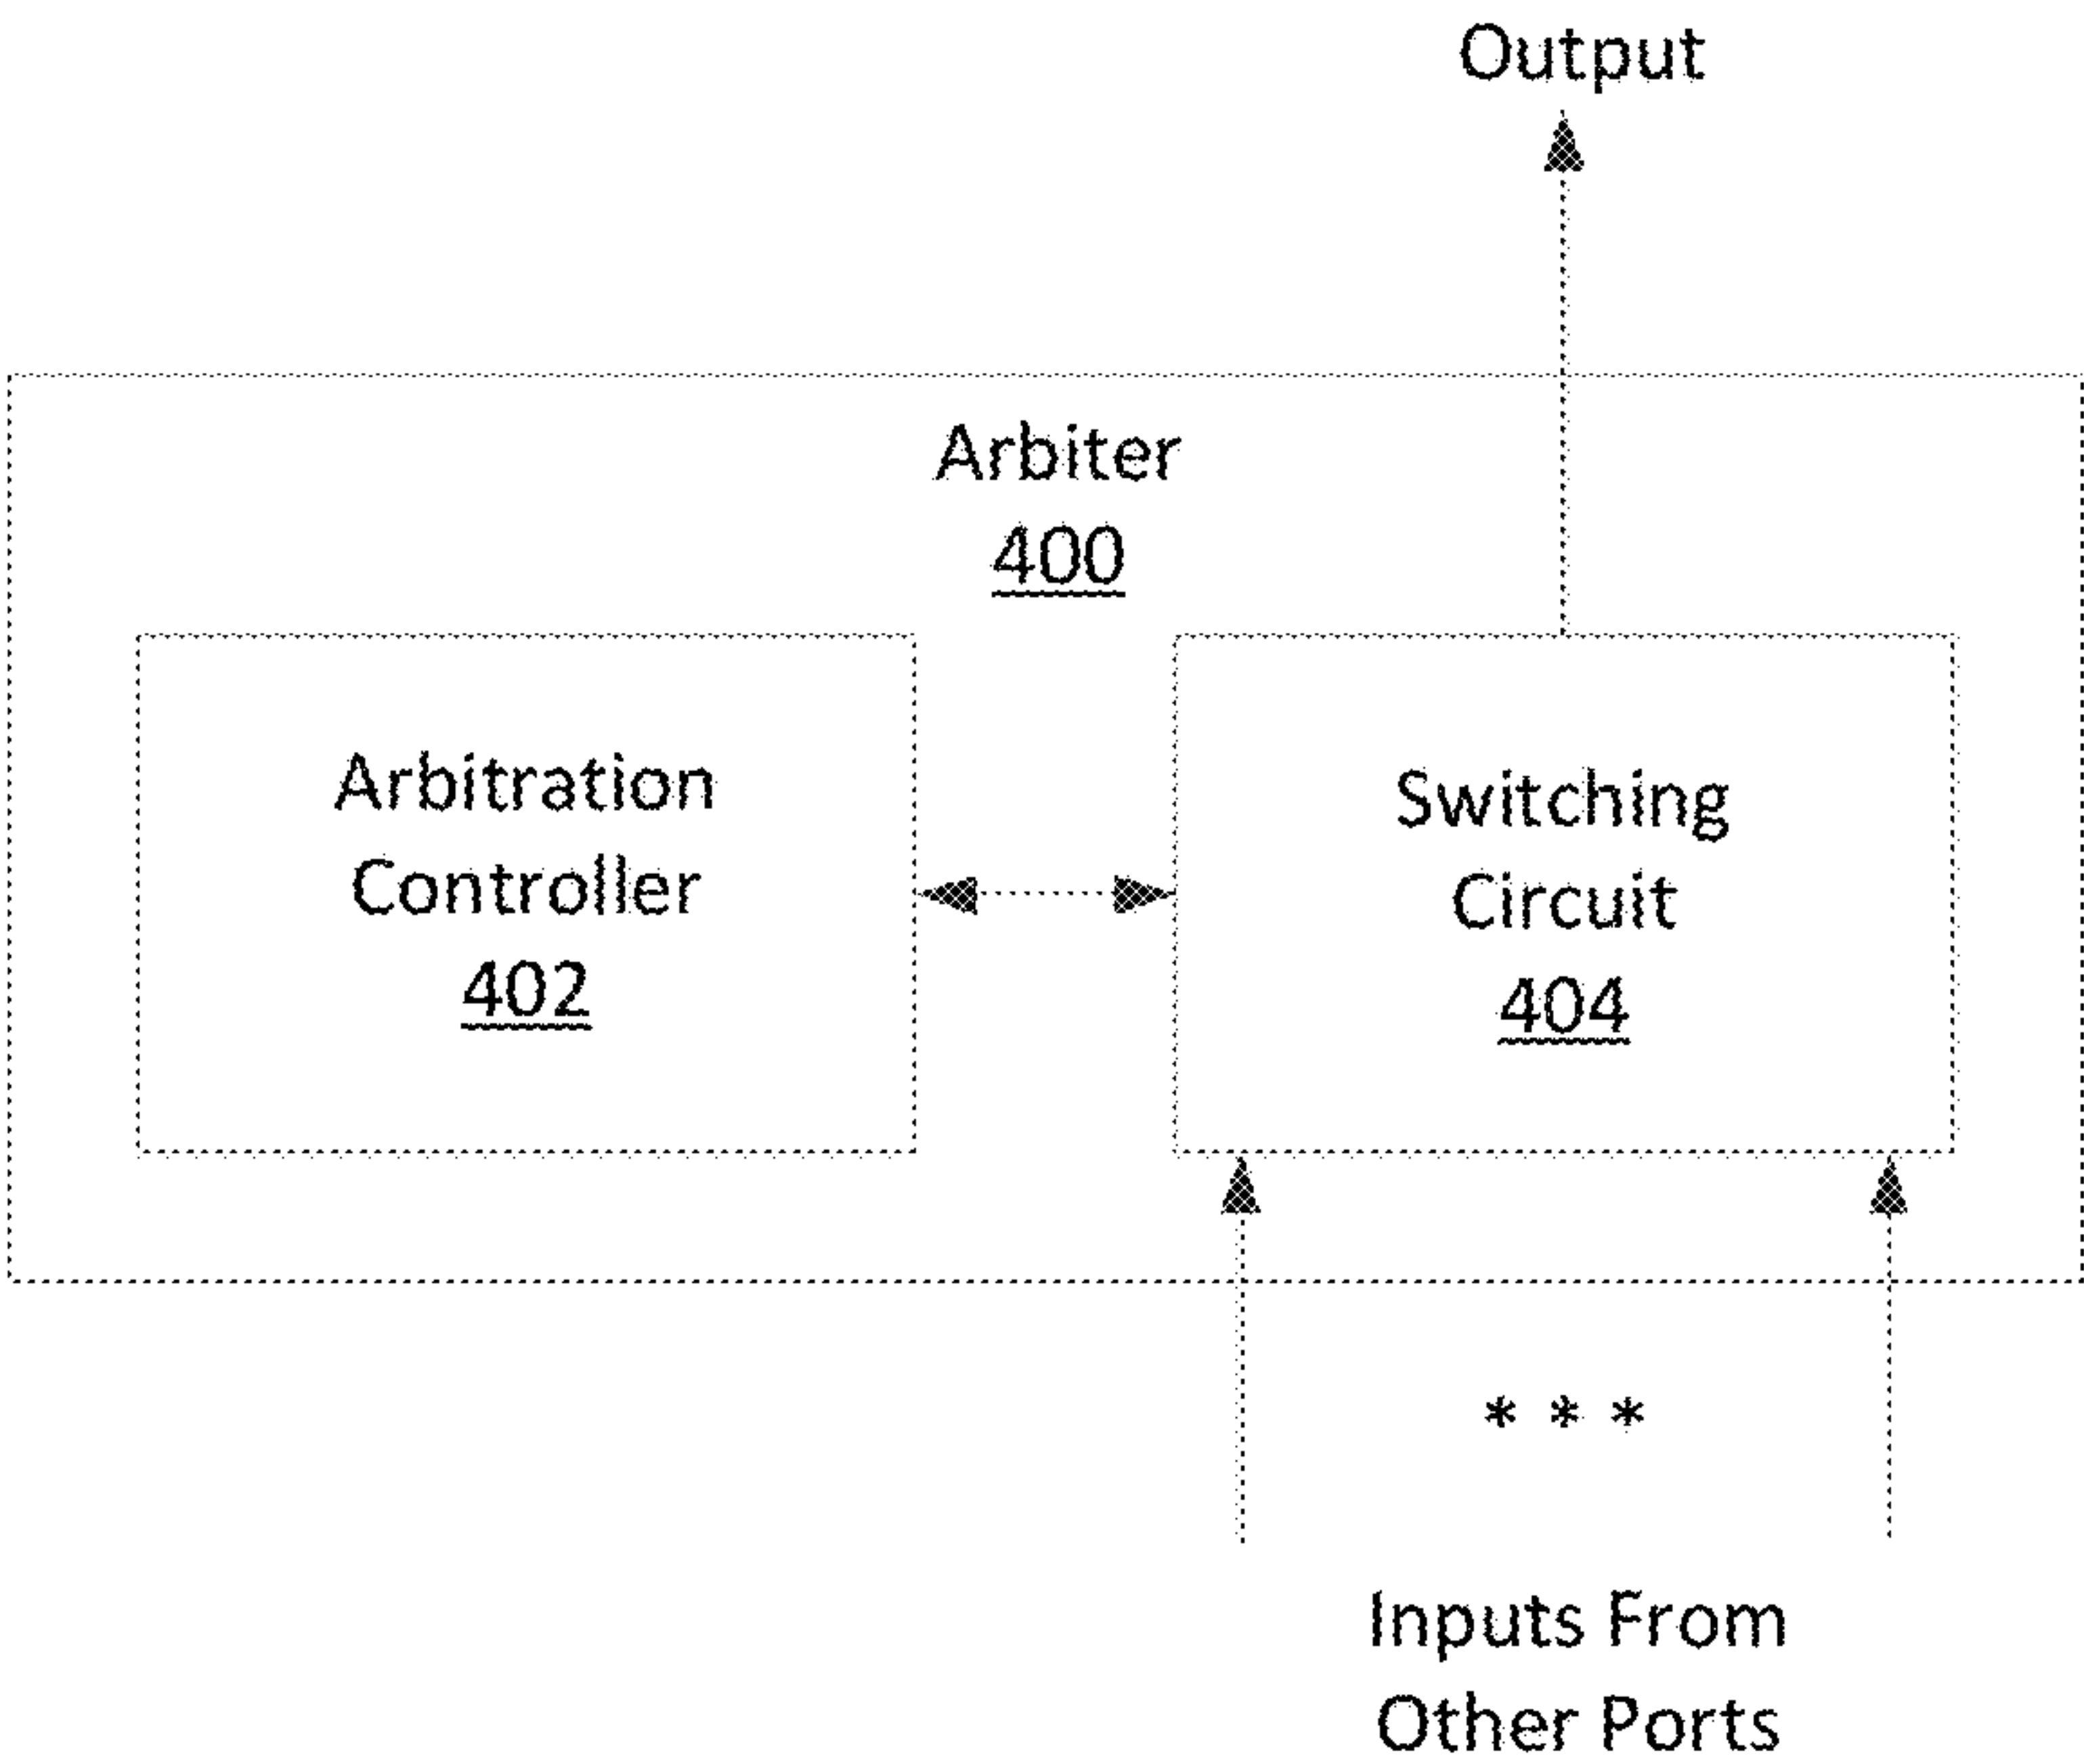 Output
Arbiter
400
Arbitration
Controller
402
Switching
Circuit
404
* * *
Inputs From
Other Ports